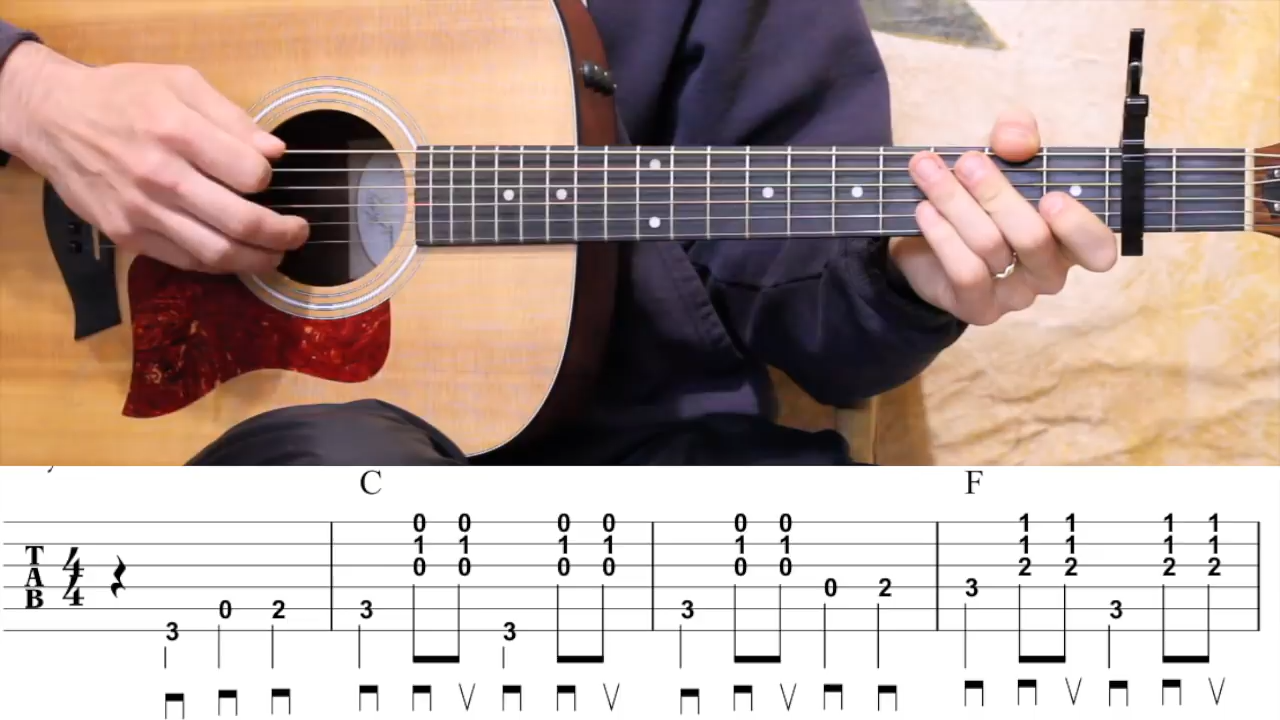 C F
0 0 0 0 0 0 1 1 1 1
T 4 1 1 1 1 1 1 1 1 1 1
A 0 0 0 0 0 0 2 2 2 2
B 4 0 2 3
0 2 3 3 3
3 3